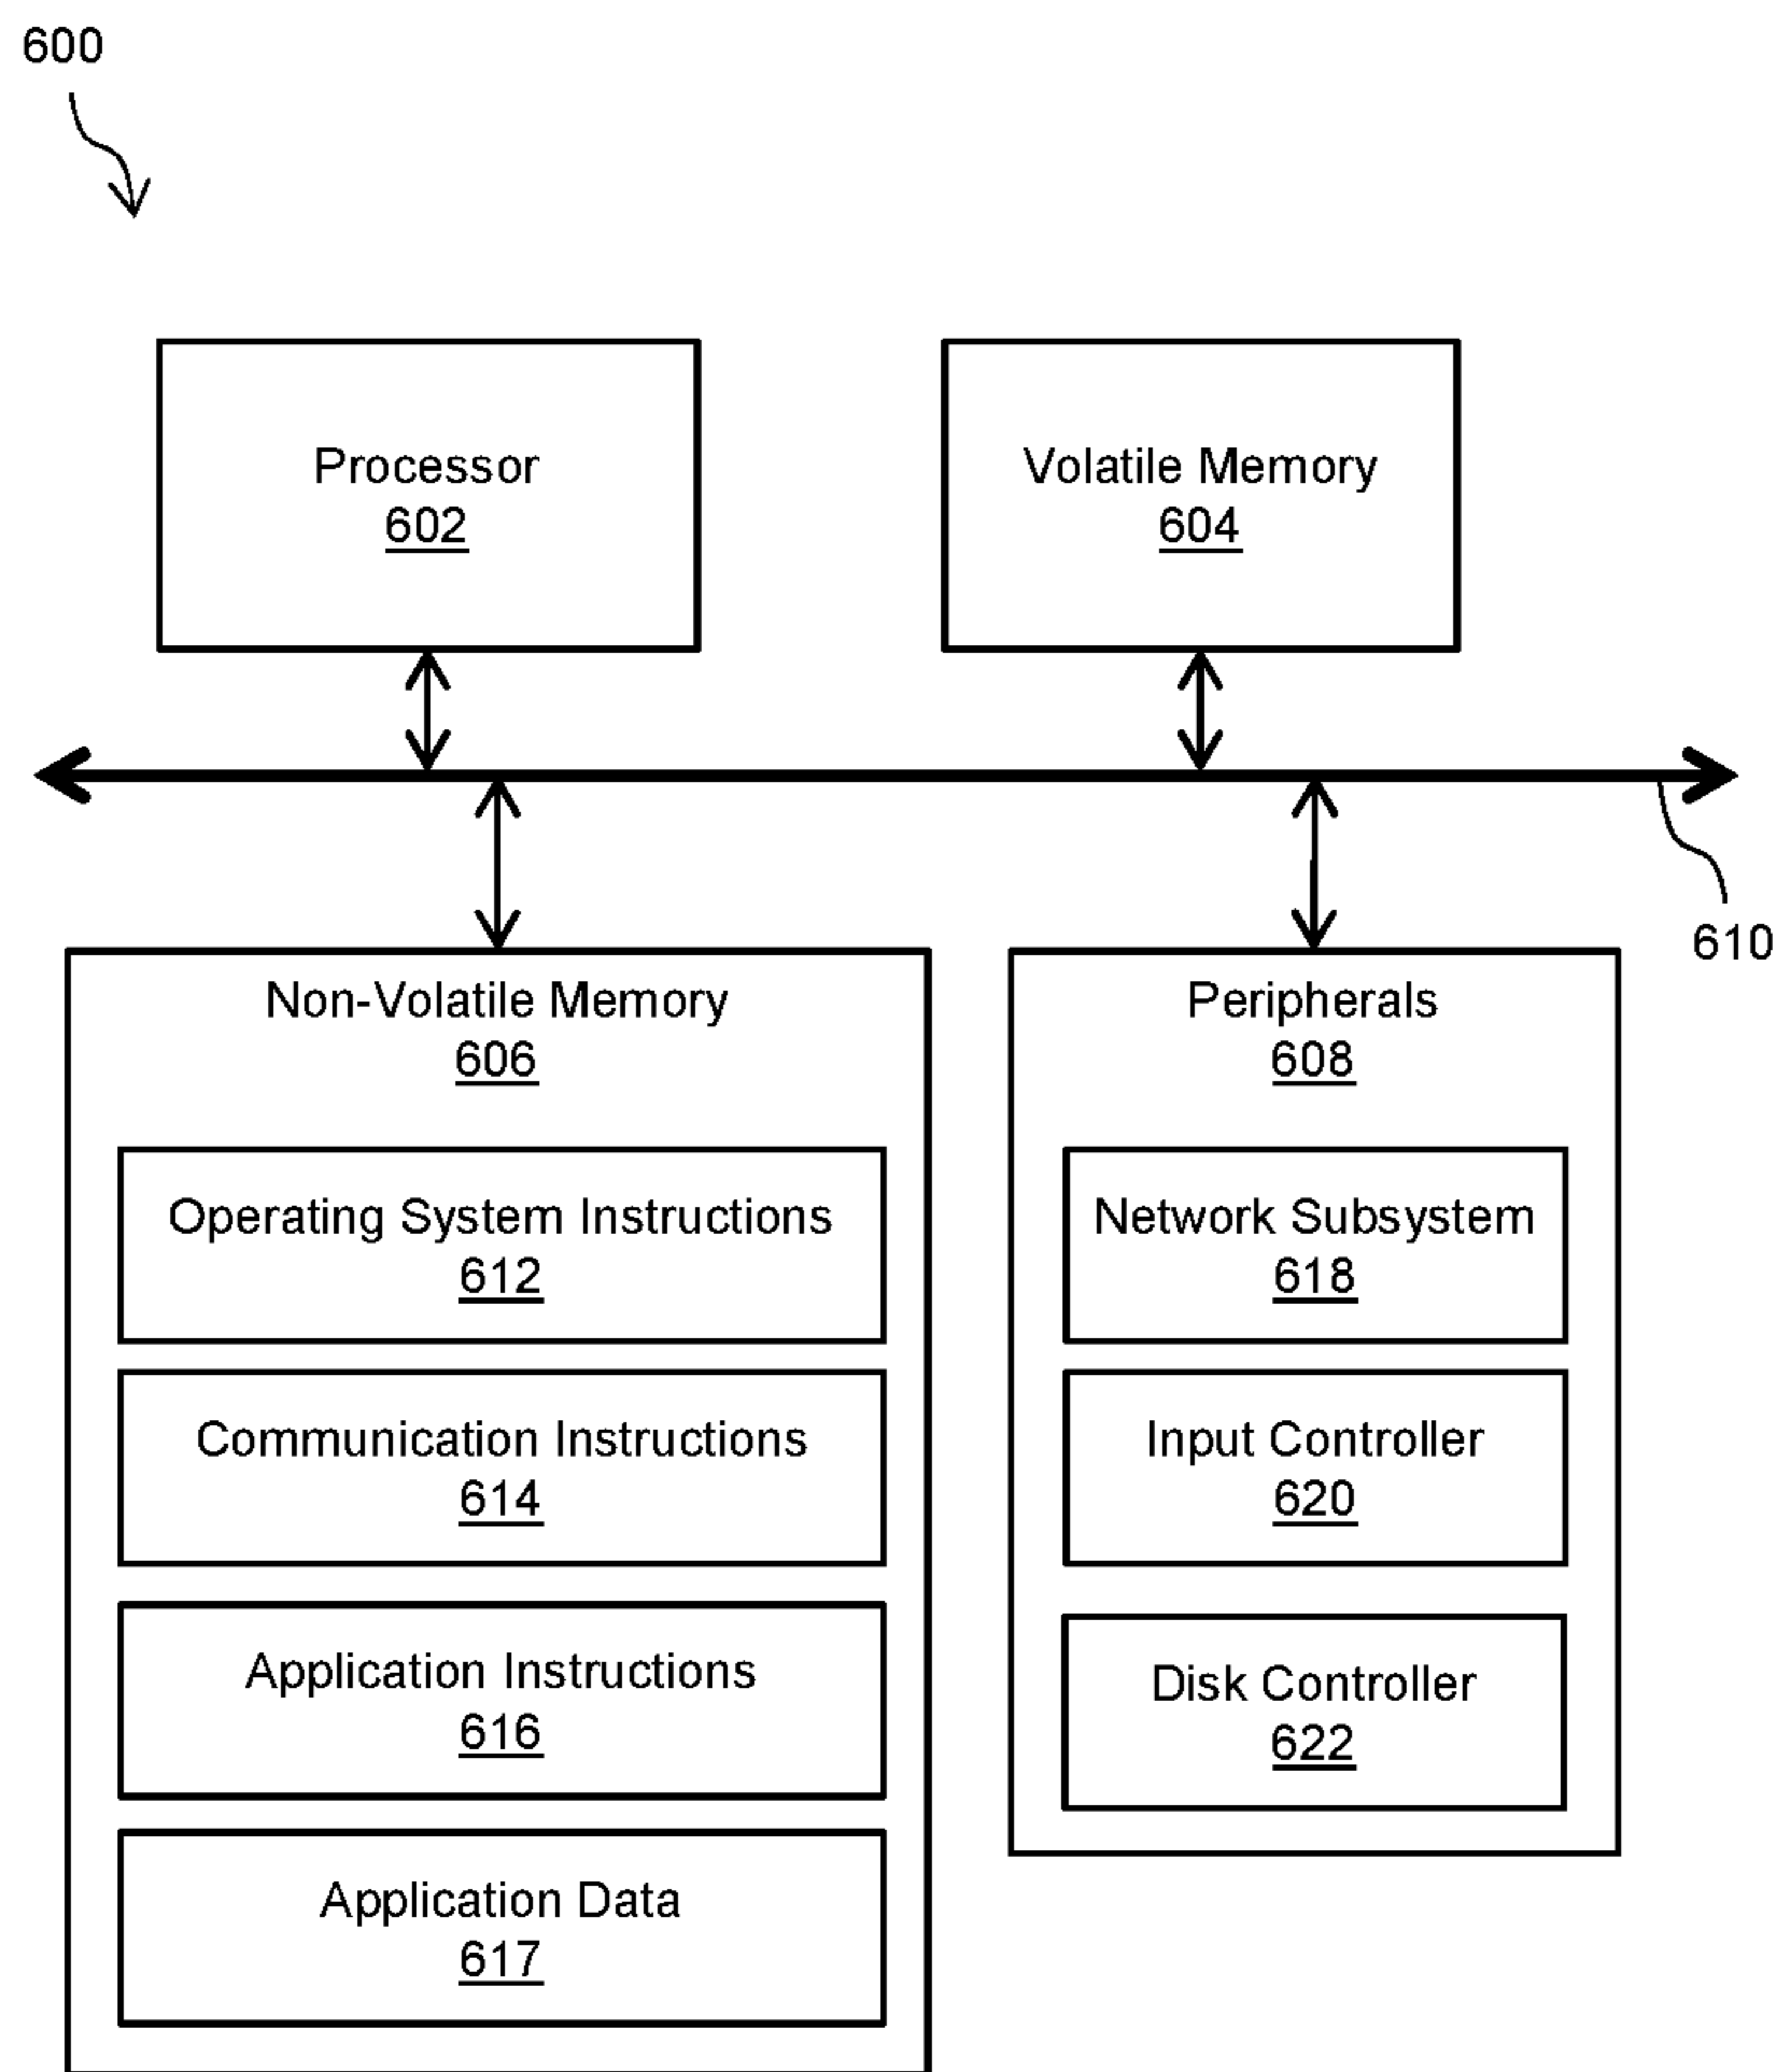 600
Processor
602
Volatile Memory
604
610
Non-Volatile Memory
606
Operating System Instructions
612
Communication Instructions
614
Application Instructions
616
Application Data
617
Peripherals
608
Network Subsystem
618
Input Controller
620
Disk Controller
622